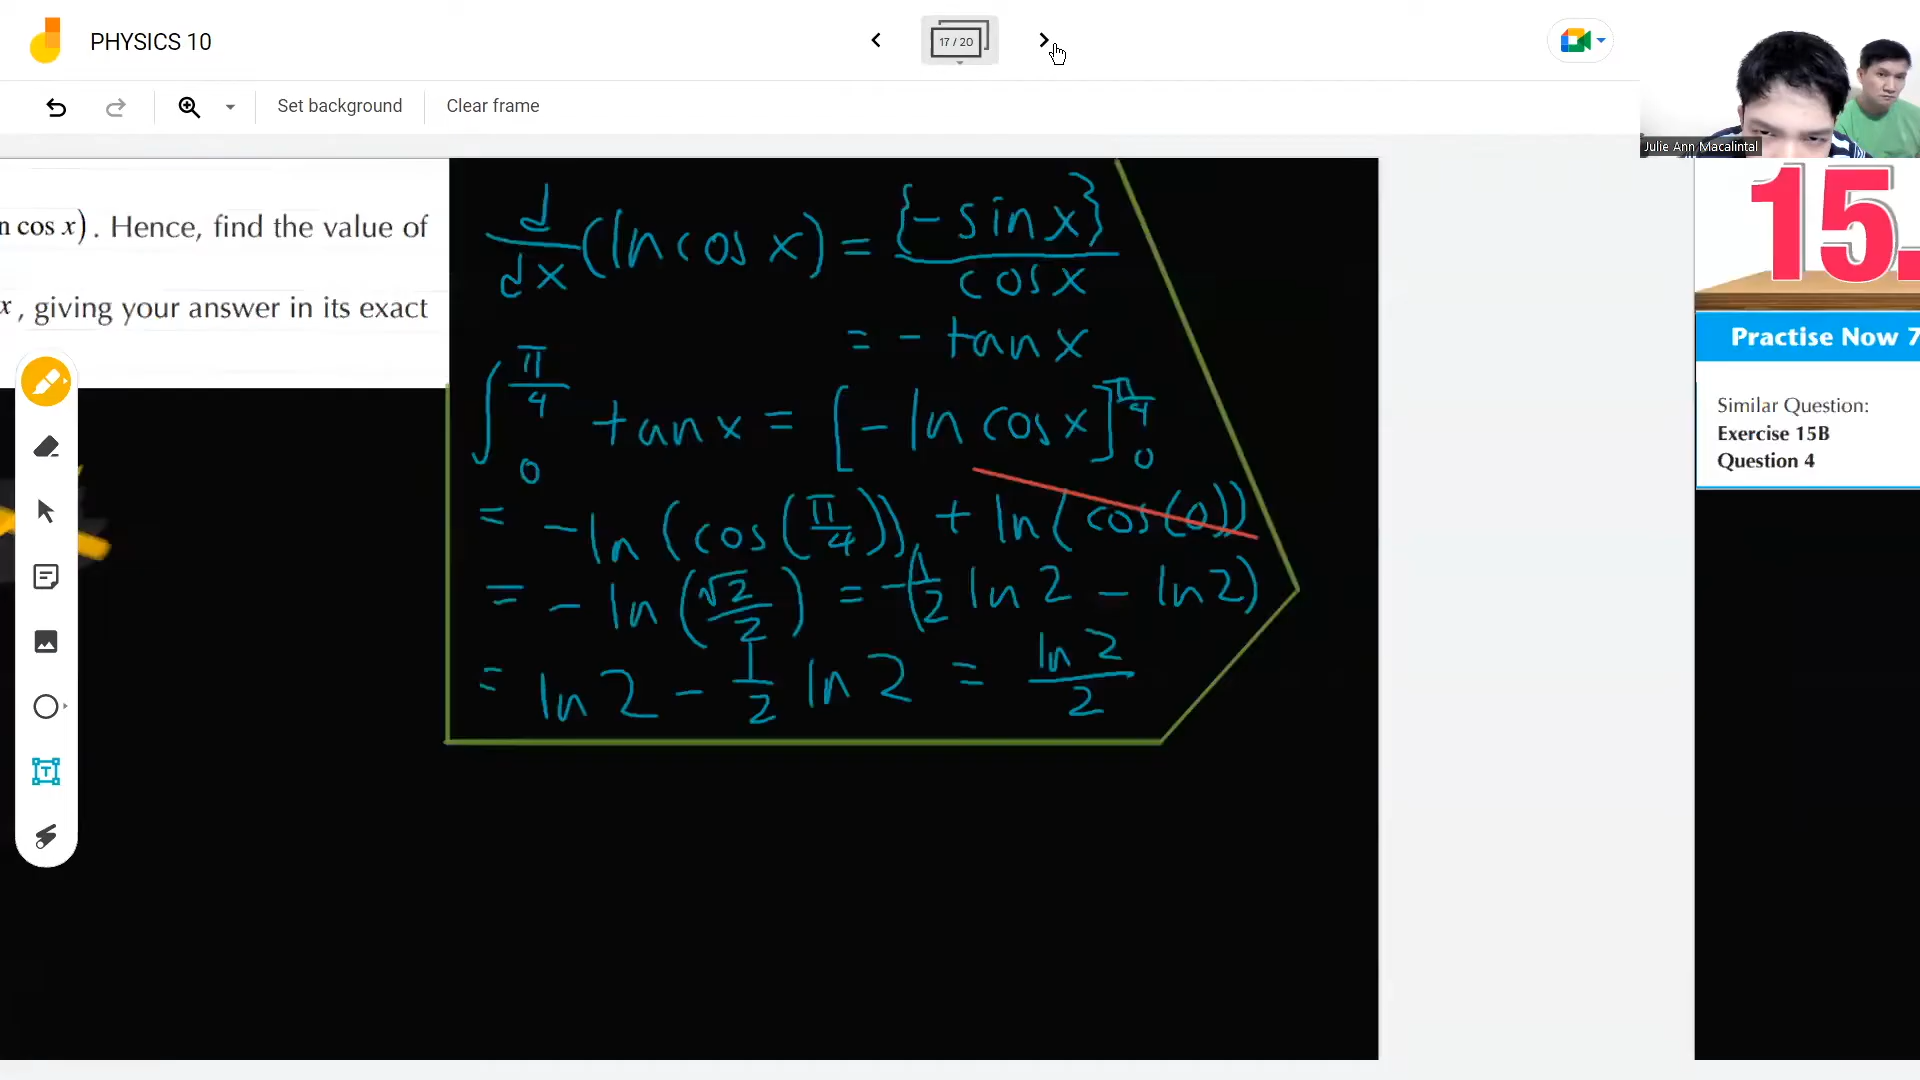 PHYSICS 10
17 / 20
Set background
Clear frame
Julie Ann Macalintal
n cos x). Hence, find the value of
x, giving your answer in its exact
d/dx (ln cos x) = {- sin x} / cos x
= - tan x
∫_0^{π/4} tan x = [- ln cos x]_0^{π/4}
= - ln (cos (π/4)) + ln (cos (0))
= - ln (√2/2) = -(1/2 ln 2 - ln 2)
= ln 2 - 1/2 ln 2 = ln 2 / 2
15.
Practise Now 7
Similar Question:
Exercise 15B
Question 4